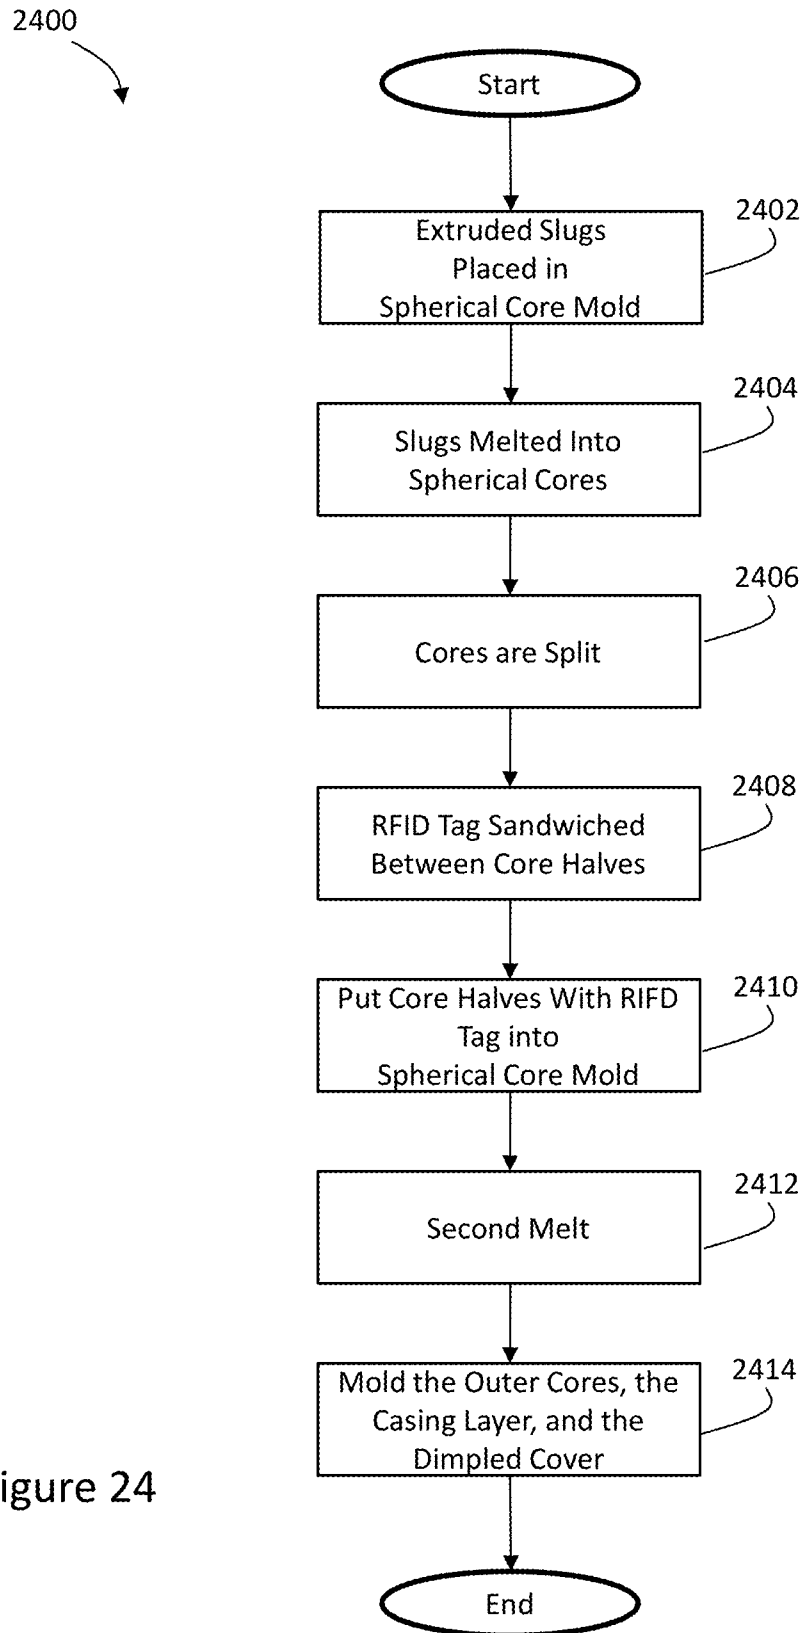 2400
Start
2402
Extruded Slugs
Placed in
Spherical Core Mold
2404
Slugs Melted Into
Spherical Cores
2406
Cores are Split
2408
RFID Tag Sandwiched
Between Core Halves
2410
Put Core Halves With RIFD
Tag into
Spherical Core Mold
2412
Second Melt
2414
Mold the Outer Cores, the
Casing Layer, and the
Dimpled Cover
igure 24
End